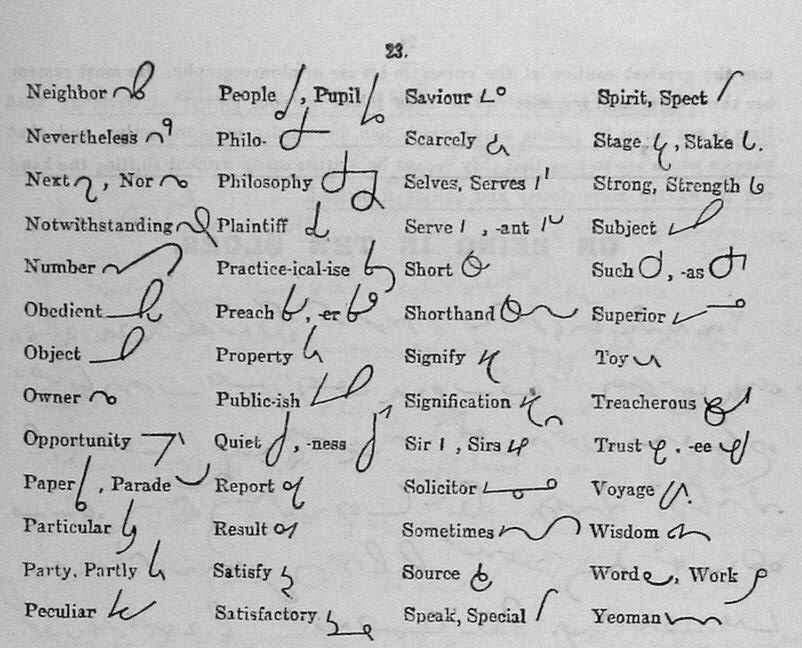 23.
Neighbor
Nevertheless
Next , Nor
Notwithstanding
Number
Obedient
Object
Owner
Opportunity
Paper , Parade
Particular
Party, Partly
Peculiar
People , Pupil
Philo-
Philosophy
Plaintiff
Practice-ical-ise
Preach , -er
Property
Public-ish
Quiet , -ness
Report
Result
Satisfy
Satisfactory
Saviour
Scarcely
Selves, Serves
Serve , -ant
Short
Shorthand
Signify
Signification
Sir , Sirs
Solicitor
Sometimes
Source
Speak, Special
Spirit, Spect
Stage , Stake .
Strong, Strength
Subject
Such , -as
Superior
Toy
Treacherous
Trust . -ee
Voyage
Wisdom
Word , Work
Yeoman